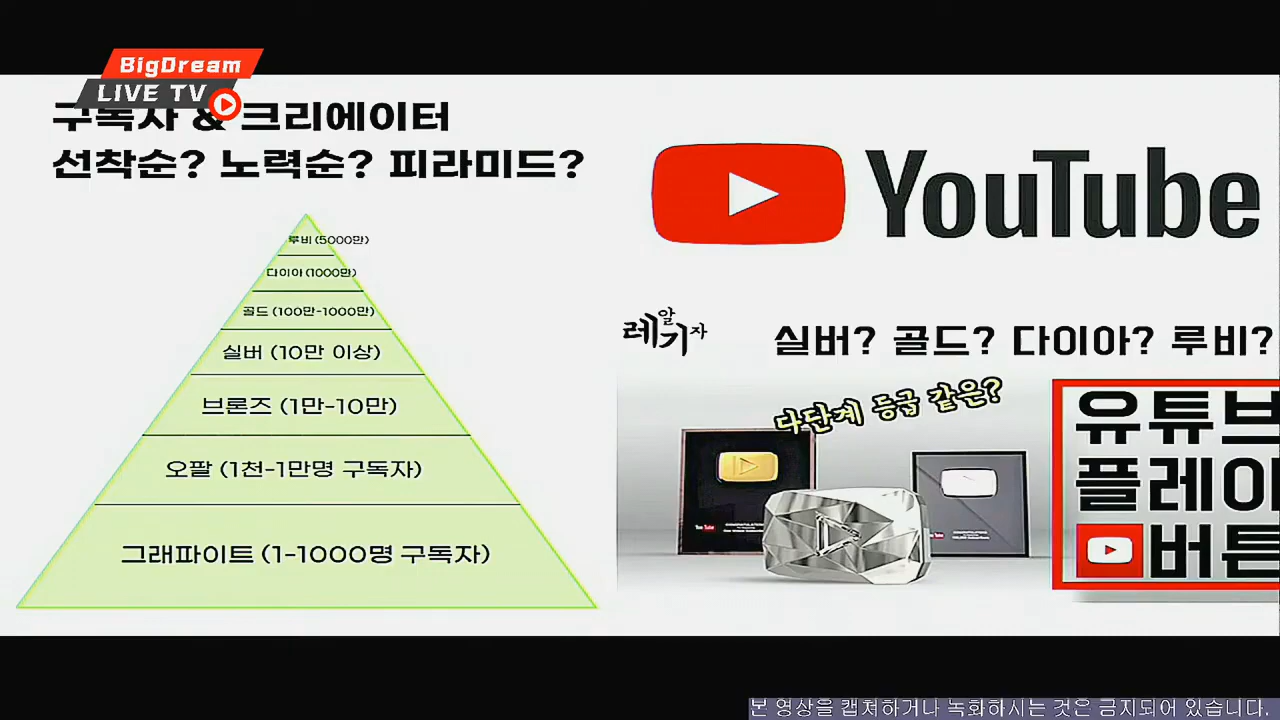 BigDream
LIVE TV
구독자 & 크리에이터
선착순? 노력순? 피라미드?
루비 (5000만)
다이아 (1000만)
골드 (100만-1000만)
실버 (10만 이상)
브론즈 (1만-10만)
오팔 (1천-1만명 구독자)
그래파이트 (1-1000명 구독자)
YouTube
레알기자
실버? 골드? 다이아? 루비?
다단계 등급 같은?
유튜브
플레이
버튼
본 영상을 캡쳐하거나 녹화하시는 것은 금지되어 있습니다.